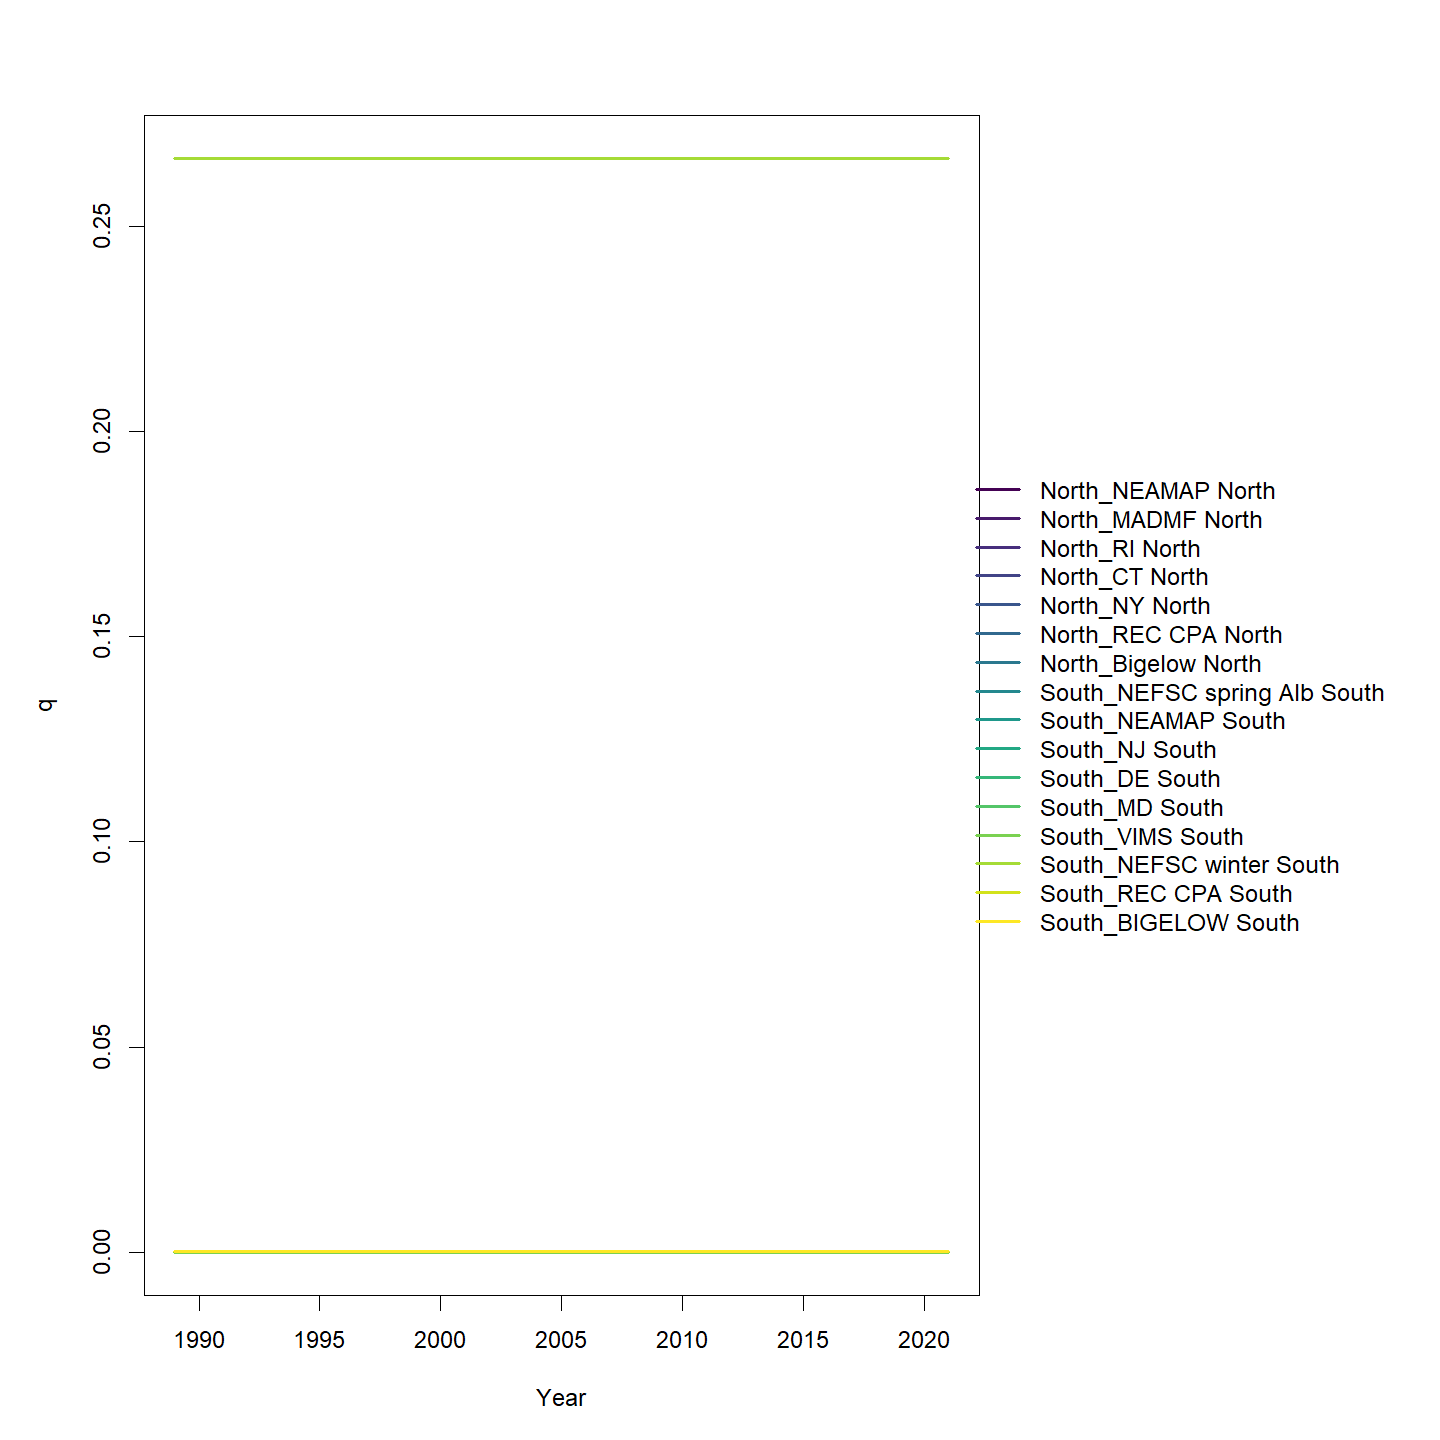 0.25
0.20
0.15
0.10
0.05
0.00
q
1990 1995 2000 2005 2010 2015 2020
Year
North_NEAMAP North
North_MADMF North
North_RI North
North_CT North
North_NY North
North_REC CPA North
North_Bigelow North
South_NEFSC spring Alb South
South_NEAMAP South
South_NJ South
South_DE South
South_MD South
South_VIMS South
South_NEFSC winter South
South_REC CPA South
South_BIGELOW South